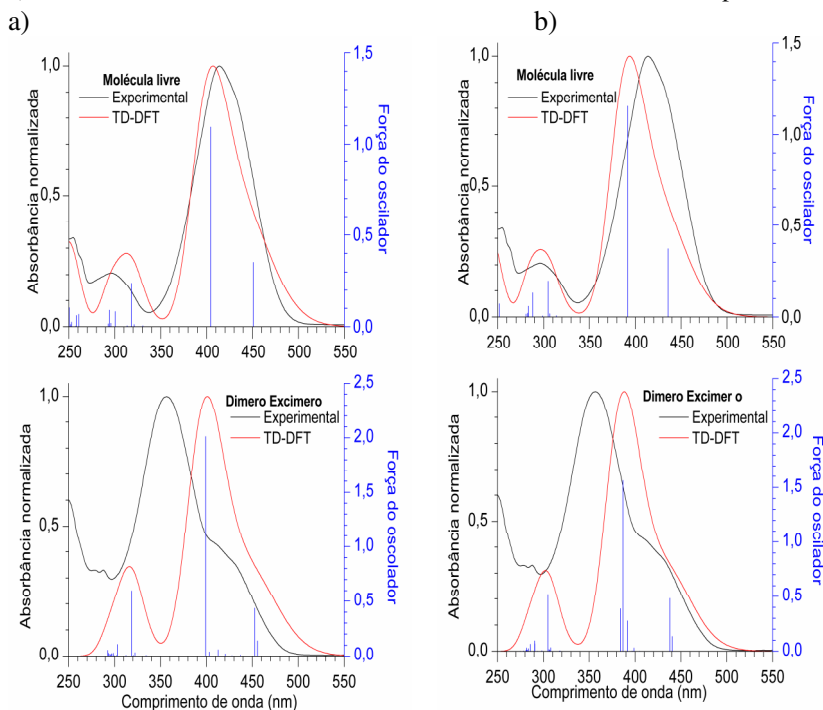 a)
b)
1,0
0,5
0,0
Absorbância normalizada
Molécula livre
Experimental
TD-DFT
1,5
1,0
0,5
0,0
Força do oscilador
250 300 350 400 450 500 550
1,0
0,5
0,0
Absorbância normalizada
Molécula livre
Experimental
TD-DFT
1,5
1,0
0,5
0,0
Força do oscilador
250 300 350 400 450 500 550
1,0
0,5
0,0
Absorbância normalizada
Dimero Excimero
Experimental
TD-DFT
2,5
2,0
1,5
1,0
0,5
0,0
Força do oscolador
250 300 350 400 450 500 550
Comprimento de onda (nm)
1,0
0,5
0,0
Absorbância normalizada
Dimero Excimer o
Experimental
TD-DFT
2,5
2,0
1,5
1,0
0,5
0,0
Força do oscilador
250 300 350 400 450 500 550
Comprimento de onda (nm)